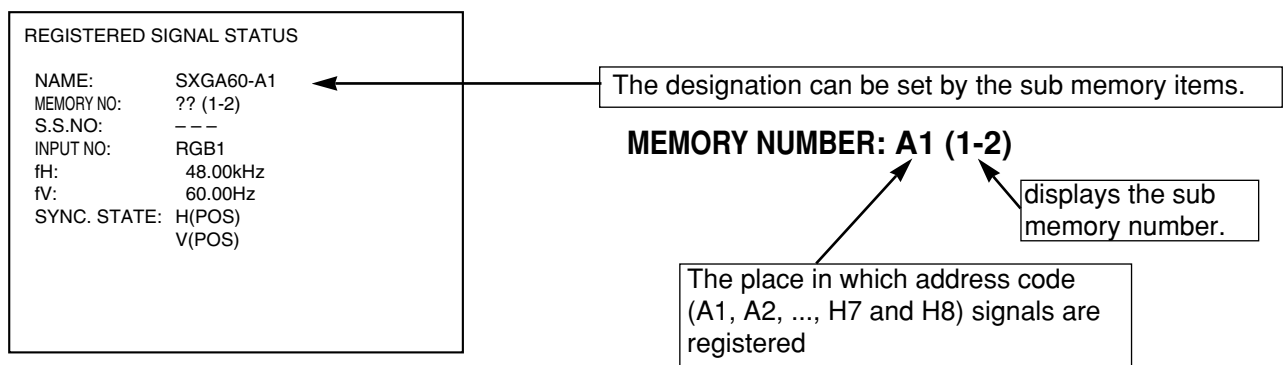 REGISTERED SIGNAL STATUS
NAME: SXGA60-A1
MEMORY NO: ?? (1-2)
S.S.NO: – – –
INPUT NO: RGB1
fH: 48.00kHz
fV: 60.00Hz
SYNC. STATE: H(POS)
V(POS)
The designation can be set by the sub memory items.
MEMORY NUMBER: A1 (1-2)
displays the sub
memory number.
The place in which address code
(A1, A2, ..., H7 and H8) signals are
registered